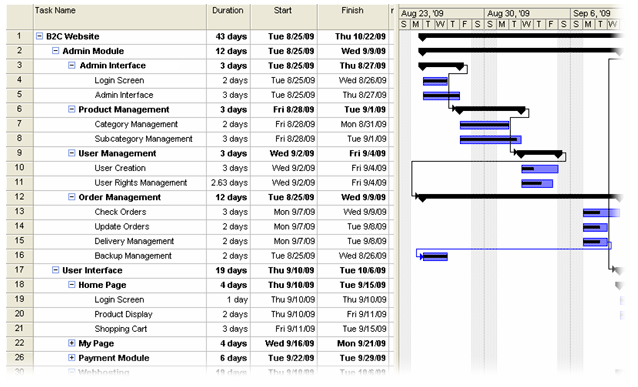 Task Name Duration Start Finish
Aug 23, '09 Aug 30, '09 Sep 6, '09
S M T W T F S S M T W T F S S M T W
1 B2C Website 43 days Tue 8/25/09 Thu 10/22/09
2 Admin Module 12 days Tue 8/25/09 Wed 9/9/09
3 Admin Interface 3 days Tue 8/25/09 Thu 8/27/09
4 Login Screen 2 days Tue 8/25/09 Wed 8/26/09
5 Admin Interface 3 days Tue 8/25/09 Thu 8/27/09
6 Product Management 3 days Fri 8/28/09 Tue 9/1/09
7 Category Management 2 days Fri 8/28/09 Mon 8/31/09
8 Subcategory Management 3 days Fri 8/28/09 Tue 9/1/09
9 User Management 3 days Wed 9/2/09 Fri 9/4/09
10 User Creation 3 days Wed 9/2/09 Fri 9/4/09
11 User Rights Management 2.63 days Wed 9/2/09 Fri 9/4/09
12 Order Management 12 days Tue 8/25/09 Wed 9/9/09
13 Check Orders 3 days Mon 9/7/09 Wed 9/9/09
14 Update Orders 2 days Mon 9/7/09 Tue 9/8/09
15 Delivery Management 2 days Mon 9/7/09 Tue 9/8/09
16 Backup Management 2 days Tue 8/25/09 Wed 8/26/09
17 User Interface 19 days Thu 9/10/09 Tue 10/6/09
18 Home Page 4 days Thu 9/10/09 Tue 9/15/09
19 Login Screen 1 day Thu 9/10/09 Thu 9/10/09
20 Product Display 2 days Thu 9/10/09 Fri 9/11/09
21 Shopping Cart 3 days Fri 9/11/09 Tue 9/15/09
22 My Page 4 days Wed 9/16/09 Mon 9/21/09
26 Payment Module 6 days Tue 9/22/09 Tue 9/29/09